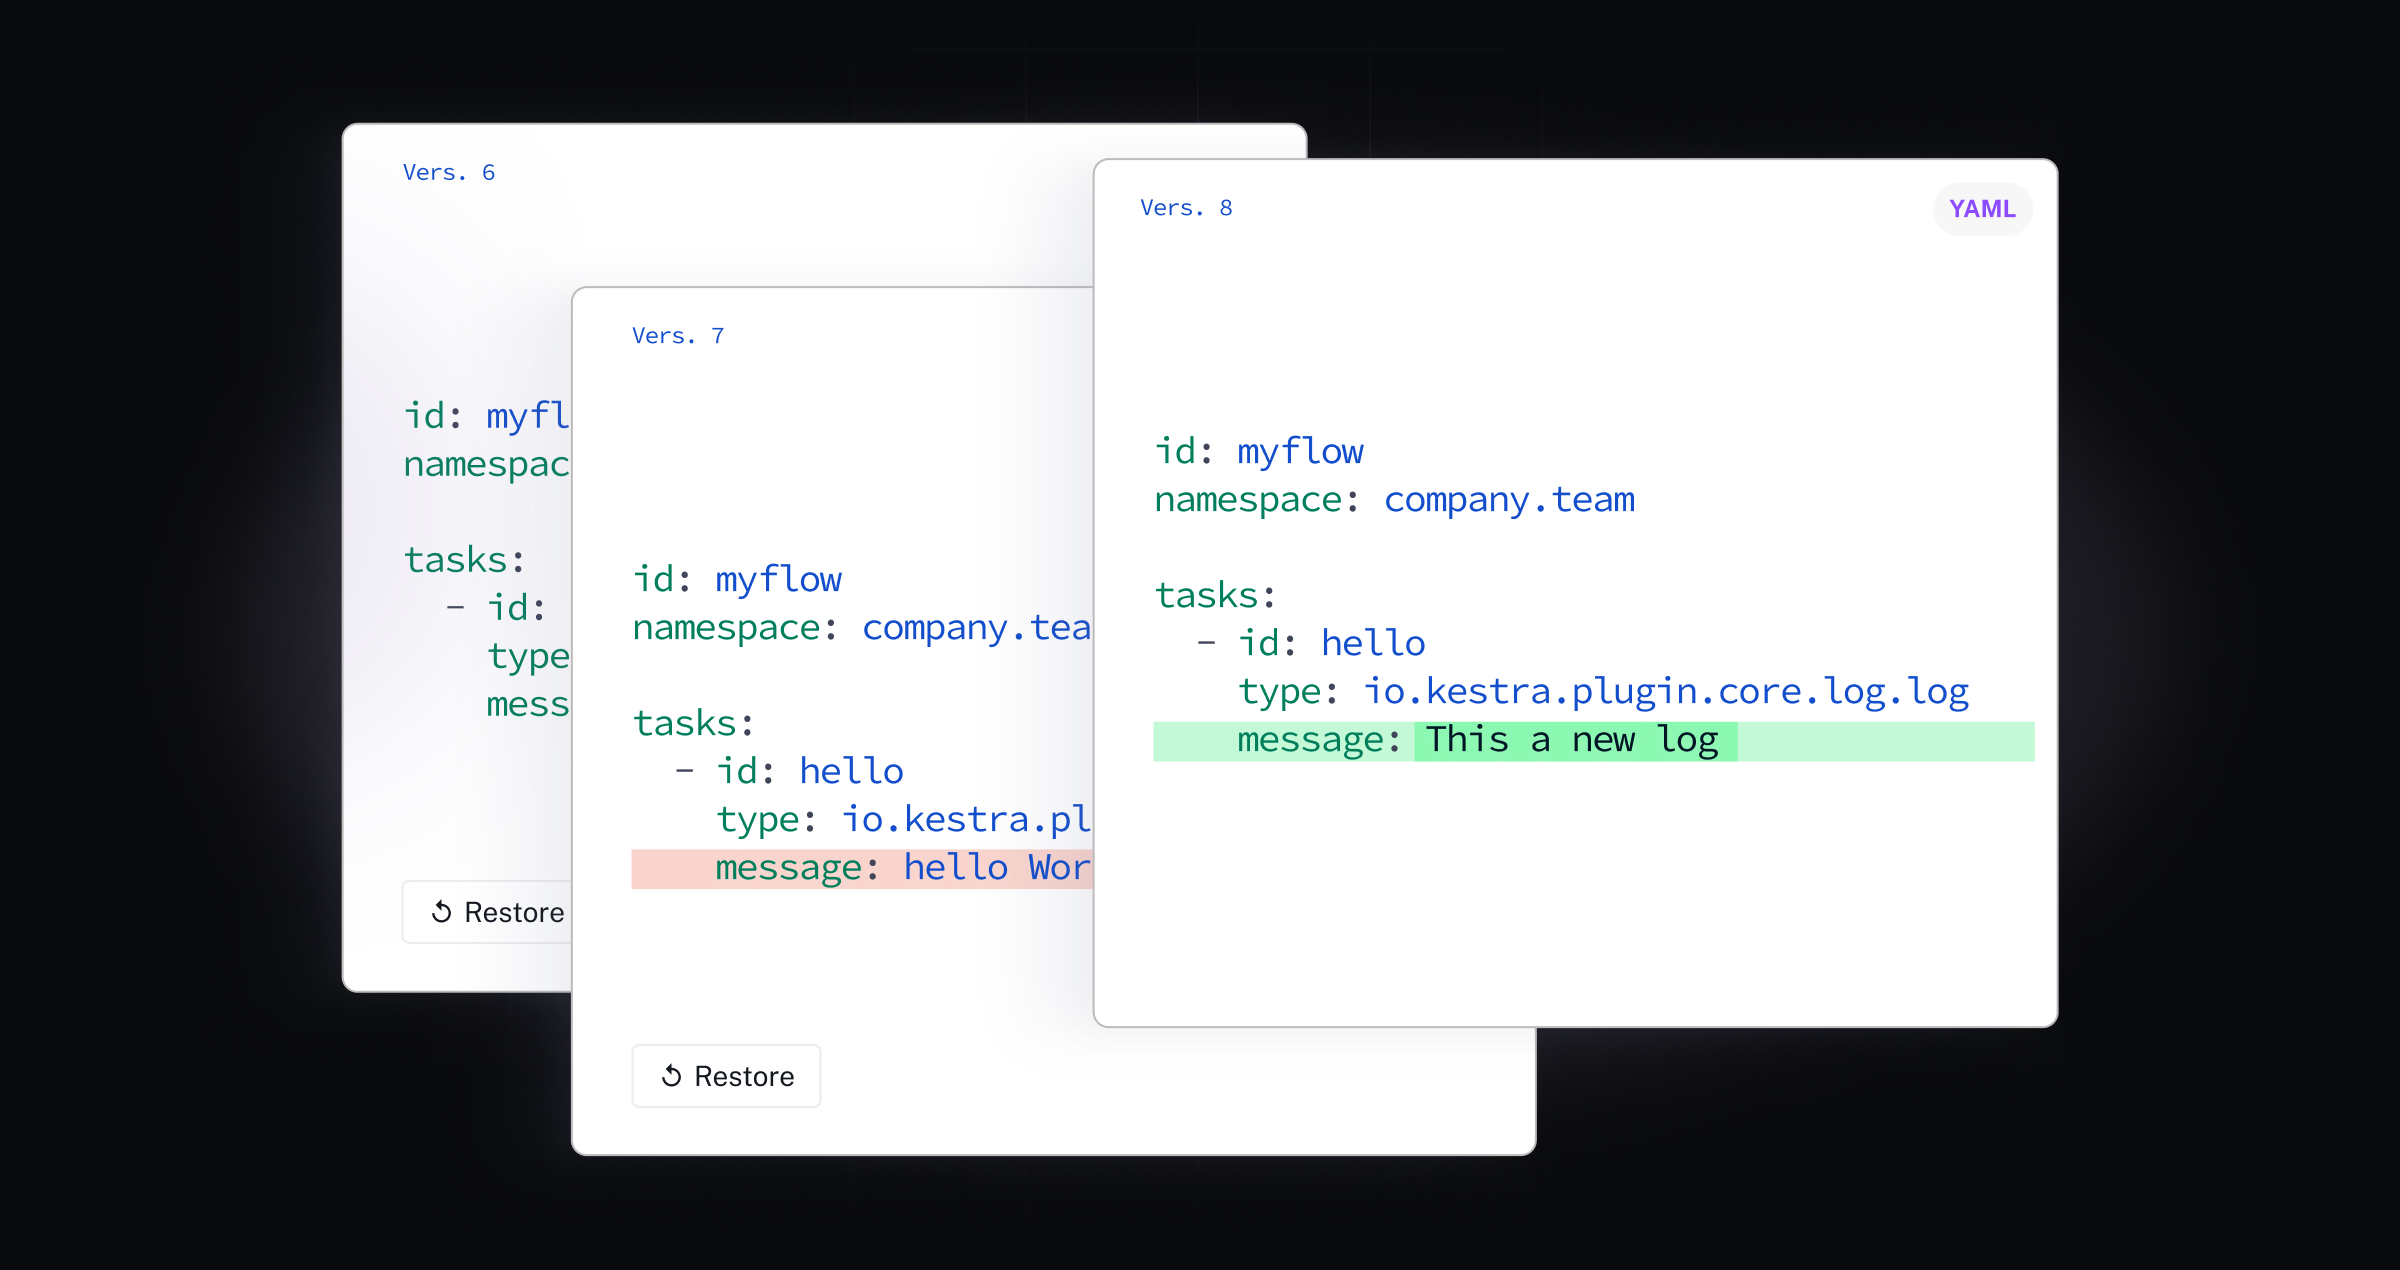 Vers. 6
id: myfl
namespac
tasks:
- id:
type
mess
Restore
Vers. 7
id: myflow
namespace: company.tea
tasks:
- id: hello
type: io.kestra.pl
message: hello Wor
Restore
Vers. 8
YAML
id: myflow
namespace: company.team
tasks:
- id: hello
type: io.kestra.plugin.core.log.log
message: This a new log